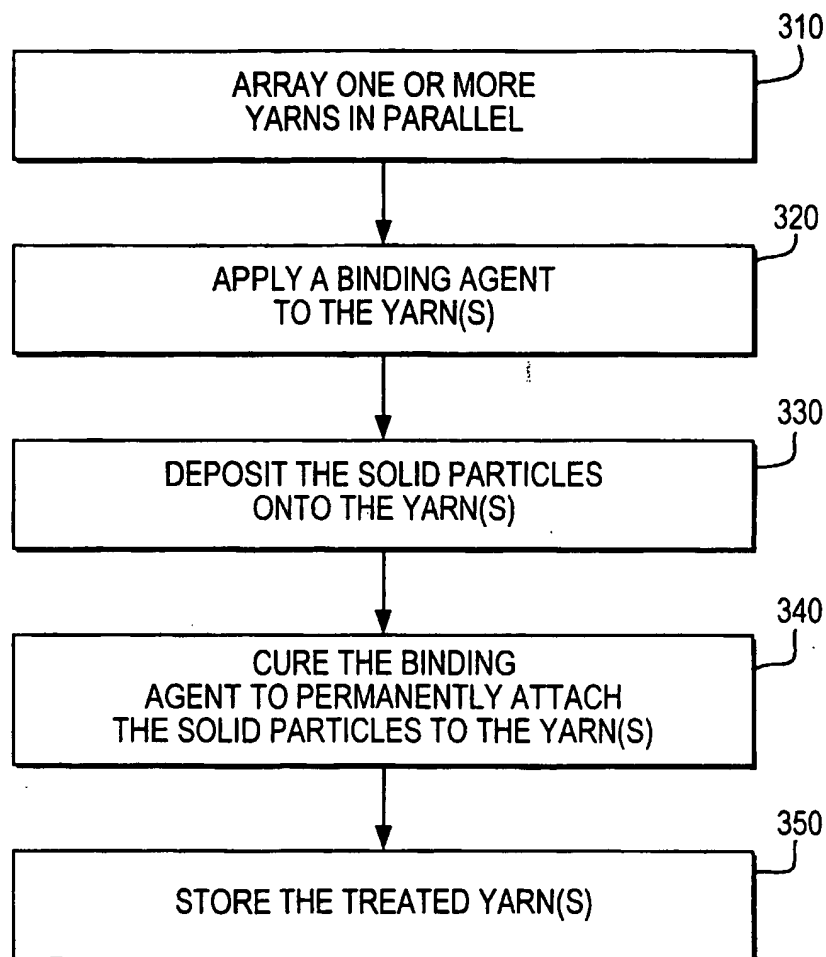 310
ARRAY ONE OR MORE
YARNS IN PARALLEL
320
APPLY A BINDING AGENT
TO THE YARN(S)
330
DEPOSIT THE SOLID PARTICLES
ONTO THE YARN(S)
340
CURE THE BINDING
AGENT TO PERMANENTLY ATTACH
THE SOLID PARTICLES TO THE YARN(S)
350
STORE THE TREATED YARN(S)